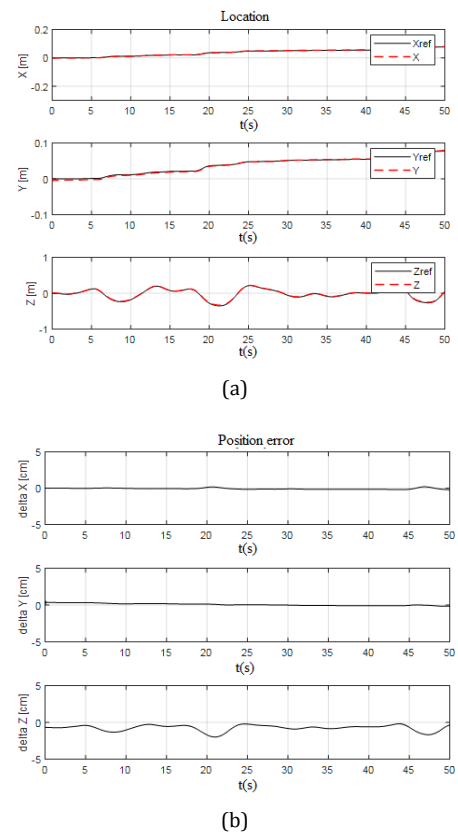 Location
0.2
0
-0.2
X [m]
Xref
X
0 5 10 15 20 25 30 35 40 45 50
t(s)
0.1
0
-0.1
Y [m]
Yref
Y
0 5 10 15 20 25 30 35 40 45 50
t(s)
1
0
-1
Z [m]
Zref
Z
0 5 10 15 20 25 30 35 40 45 50
t(s)
(a)
Position error
5
0
-5
delta X [cm]
0 5 10 15 20 25 30 35 40 45 50
t(s)
5
0
-5
delta Y [cm]
0 5 10 15 20 25 30 35 40 45 50
t(s)
5
0
-5
delta Z [cm]
0 5 10 15 20 25 30 35 40 45 50
t(s)
(b)